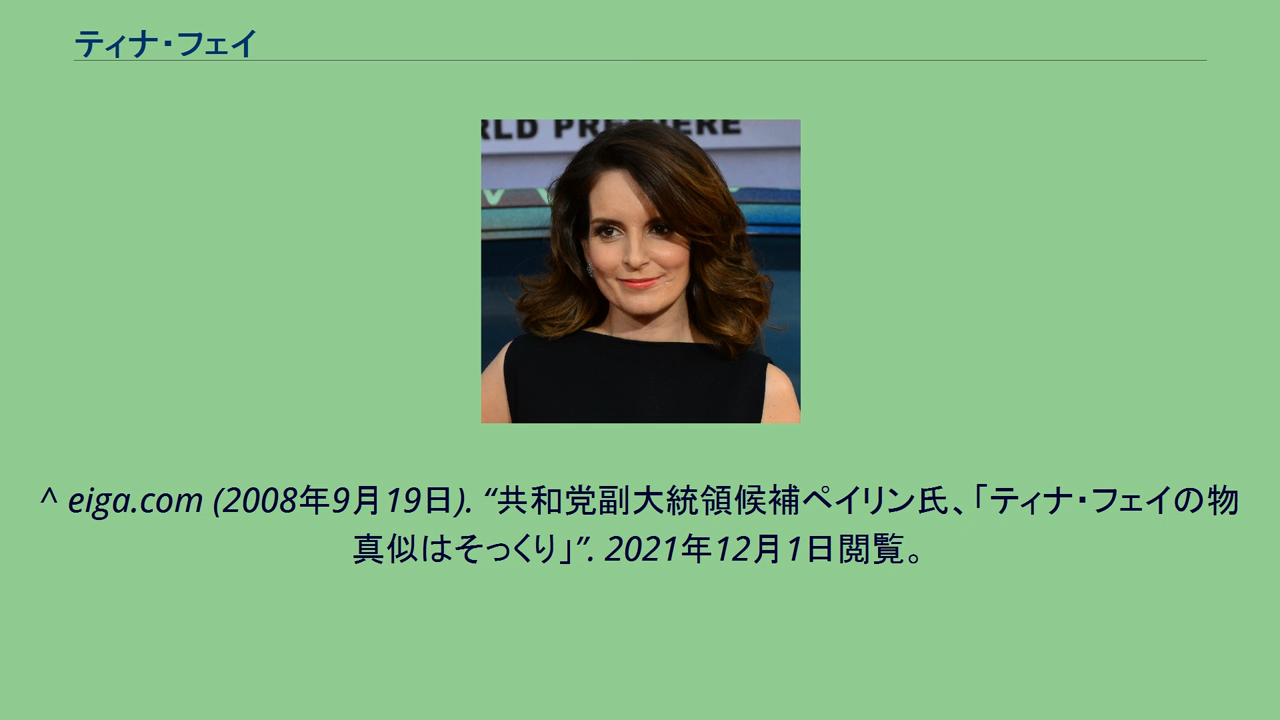 ティナ・フェイ
RLD PREMIERE
^ eiga.com (2008年9月19日). “共和党副大統領候補ペイリン氏、「ティナ・フェイの物
真似はそっくり」”. 2021年12月1日閲覧。